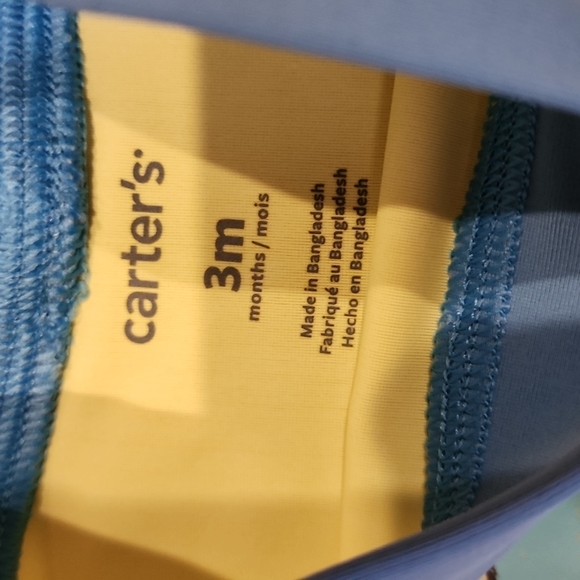 carter's
3m
months / mois
Made in Bangladesh
Fabriqué au Bangladesh
Hecho en Bangladesh